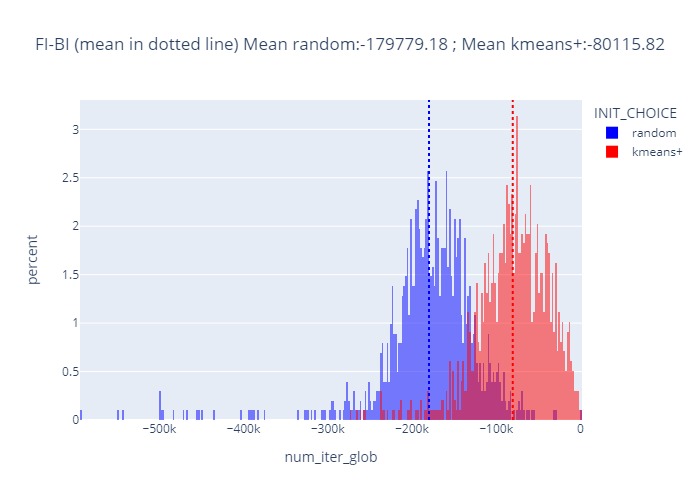 FI-BI (mean in dotted line) Mean random:-179779.18 ; Mean kmeans+:-80115.82
INIT_CHOICE
random
kmeans+
percent
3
2.5
2
1.5
1
0.5
0
−500k
−400k
−300k
−200k
−100k
0
num_iter_glob